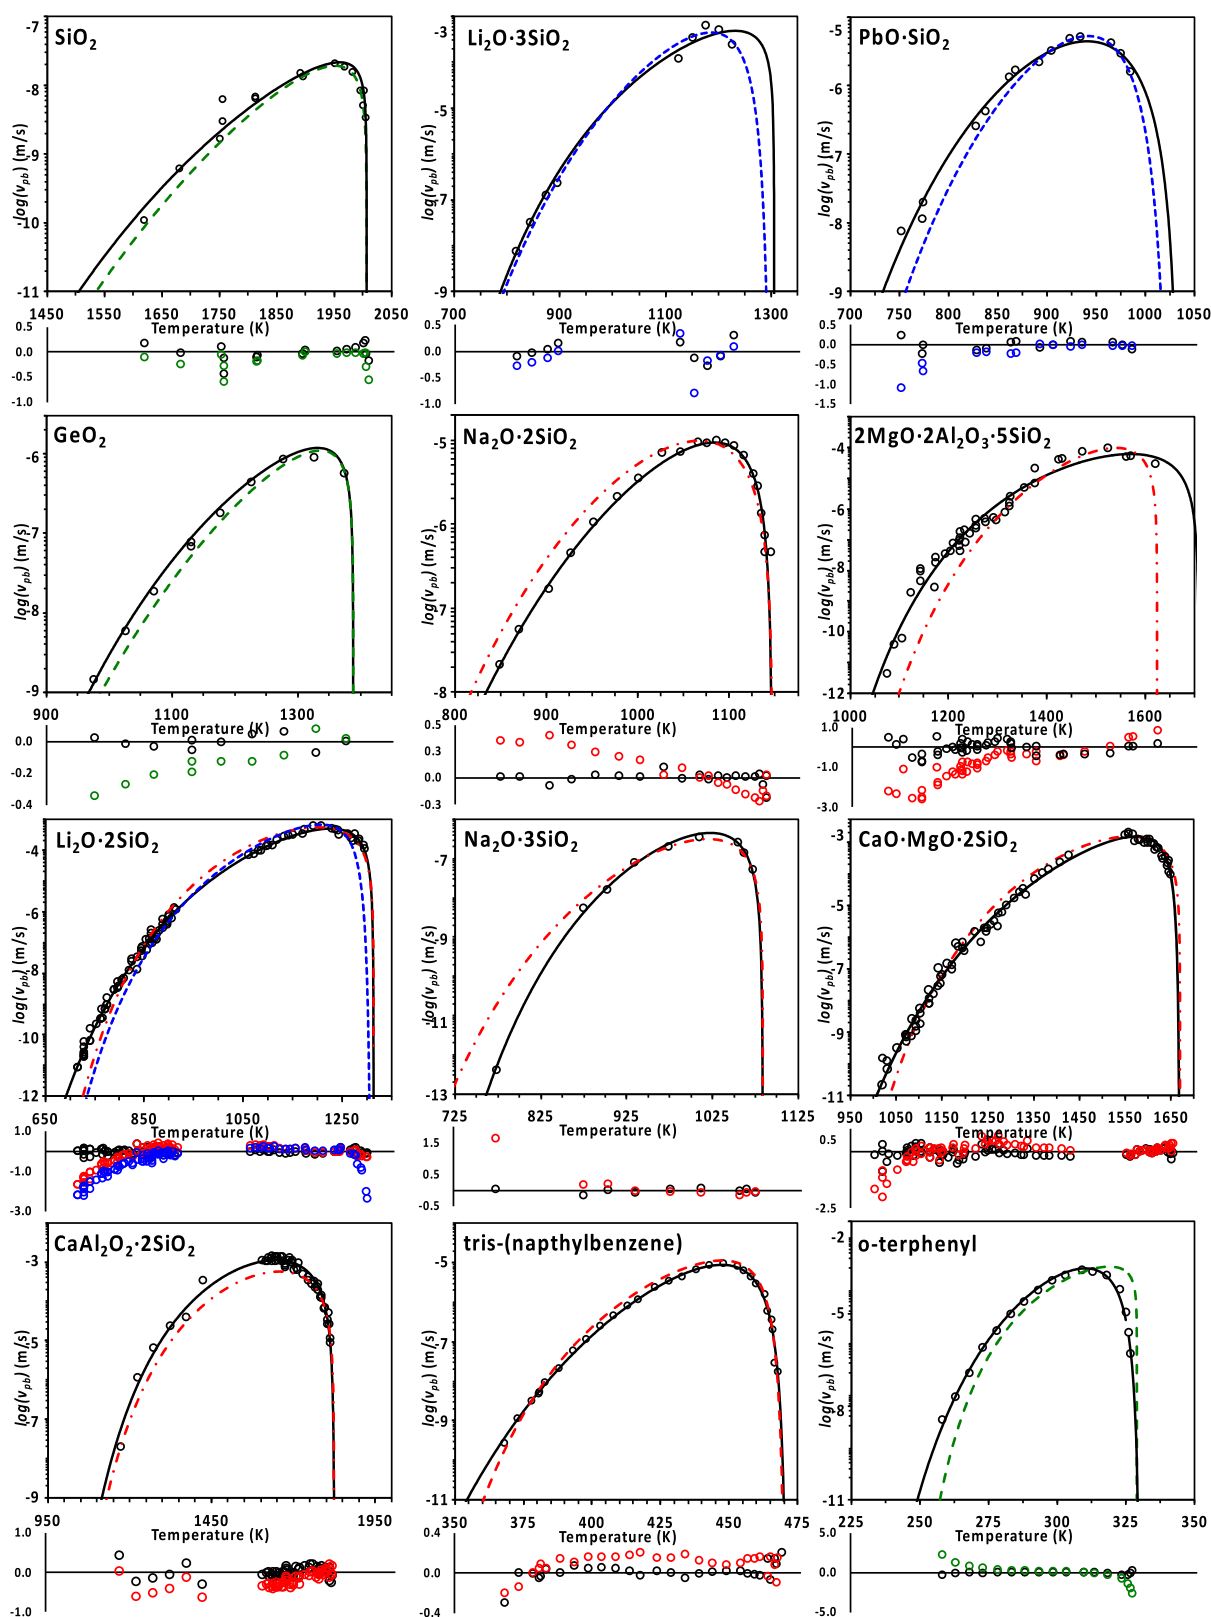 SiO2
Li2O·3SiO2
PbO·SiO2
-7
-8
-9
-10
-11
log(vpb) (m/s)
1450 1550 1650 1750 1850 1950 2050
Temperature (K)
0.5
0.0
-0.5
-1.0
-3
-5
-7
-9
log(vpb) (m/s)
700 900 1100 1300
Temperature (K)
0.5
0.0
-0.5
-1.0
-5
-6
-7
-8
-9
log(vpb) (m/s)
700 750 800 850 900 950 1000 1050
Temperature (K)
0.5
0.0
-0.5
-1.0
-1.5
GeO2
Na2O·2SiO2
2MgO·2Al2O3·5SiO2
-6
-7
-8
-9
log(vpb) (m/s)
900 1100 1300
Temperature (K)
0.0
-0.2
-0.4
-5
-6
-7
-8
log(vpb) (m/s)
800 900 1000 1100
Temperature (K)
0.5
0.3
0.0
-0.3
-4
-6
-8
-10
-12
log(vpb) (m/s)
1000 1200 1400 1600
Temperature (K)
1.0
-1.0
-3.0
Li2O·2SiO2
Na2O·3SiO2
CaO·MgO·2SiO2
-4
-6
-8
-10
-12
log(vpb) (m/s)
650 850 1050 1250
Temperature (K)
1.0
-1.0
-3.0
-7
-9
-11
-13
log(vpb) (m/s)
725 825 925 1025 1125
Temperature (K)
1.5
0.5
-0.5
-3
-5
-7
-9
-11
log(vpb) (m/s)
950 1050 1150 1250 1350 1450 1550 1650
Temperature (K)
0.5
-2.5
CaAl2O2·2SiO2
tris-(napthylbenzene)
o-terphenyl
-3
-5
-7
-9
log(vpb) (m/s)
950 1450 1950
Temperature (K)
1.0
0.0
-1.0
-5
-7
-9
-11
log(vpb) (m/s)
350 375 400 425 450 475
Temperature (K)
0.4
0.0
-0.4
-2
-5
-8
-11
log(vpb) (m/s)
225 250 275 300 325 350
Temperature (K)
5.0
0.0
-5.0